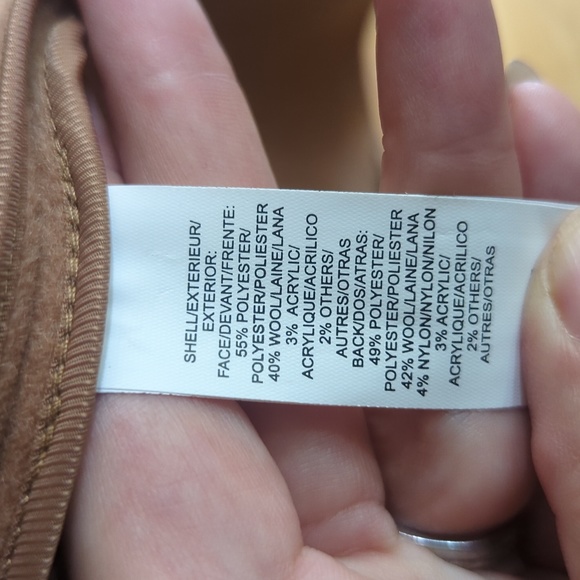 SHELL/EXTERIEUR/
EXTERIOR:
FACE/DEVANT/FRENTE:
55% POLYESTER/
POLYESTER/POLIESTER
40% WOOL/LAINE/LANA
3% ACRYLIC/
ACRYLIQUE/ACRILICO
2% OTHERS/
AUTRES/OTRAS
BACK/DOS/ATRAS:
49% POLYESTER/
POLYESTER/POLIESTER
42% WOOL/LAINE/LANA
4% NYLON/NYLON/NILON
3% ACRYLIC/
ACRYLIQUE/ACRILICO
2% OTHERS/
AUTRES/OTRAS